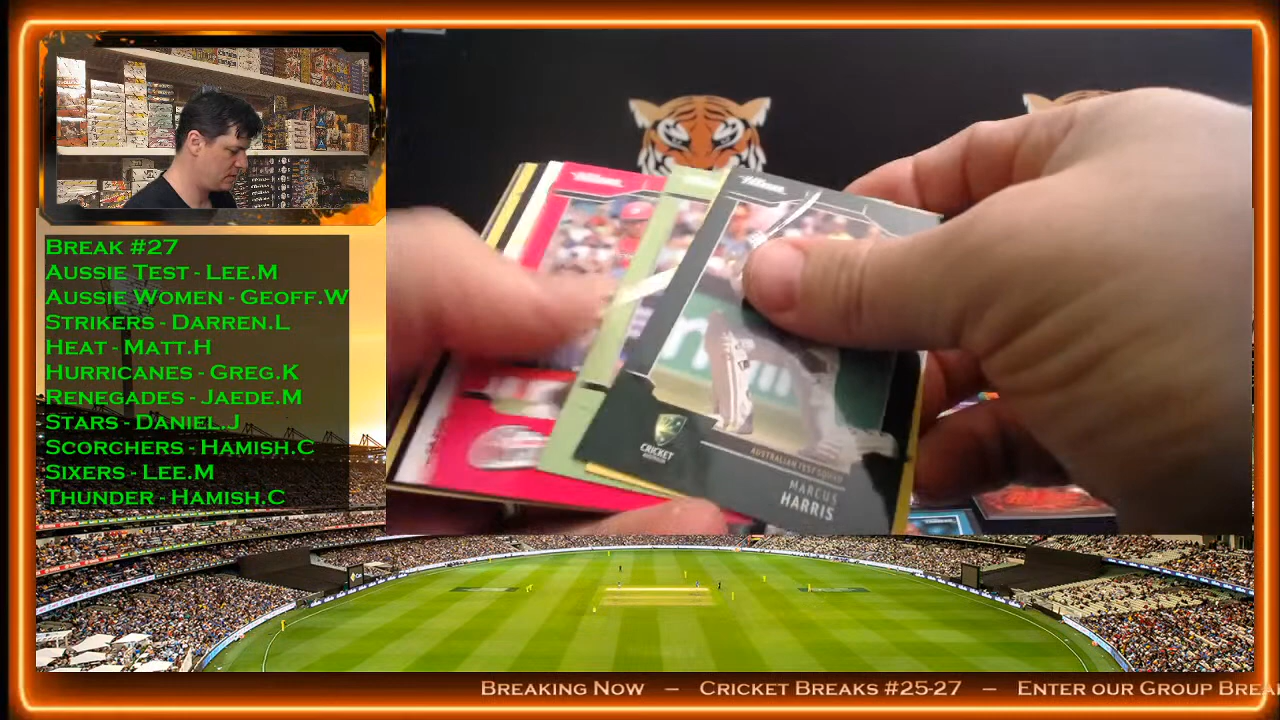 BREAK #27
AUSSIE TEST - LEE.M
AUSSIE WOMEN - GEOFF.W
STRIKERS - DARREN.L
HEAT - MATT.H
HURRICANES - GREG.K
RENEGADES - JAEDE.M
STARS - DANIEL.J
SCORCHERS - HAMISH.C
SIXERS - LEE.M
THUNDER - HAMISH.C
CRICKET
AUSTRALIA
AUSTRALIAN TEST SQUAD
MARCUS
HARRIS
BREAKING NOW – CRICKET BREAKS #25-27 – ENTER OUR GROUP BREA